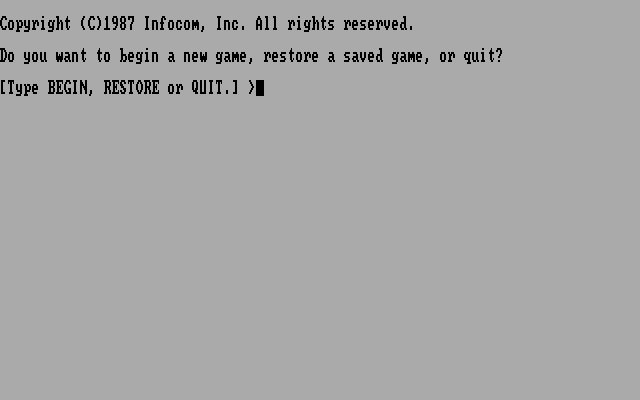 Copyright (C)1987 Infocom, Inc. All rights reserved.
Do you want to begin a new game, restore a saved game, or quit?
[Type BEGIN, RESTORE or QUIT.] >